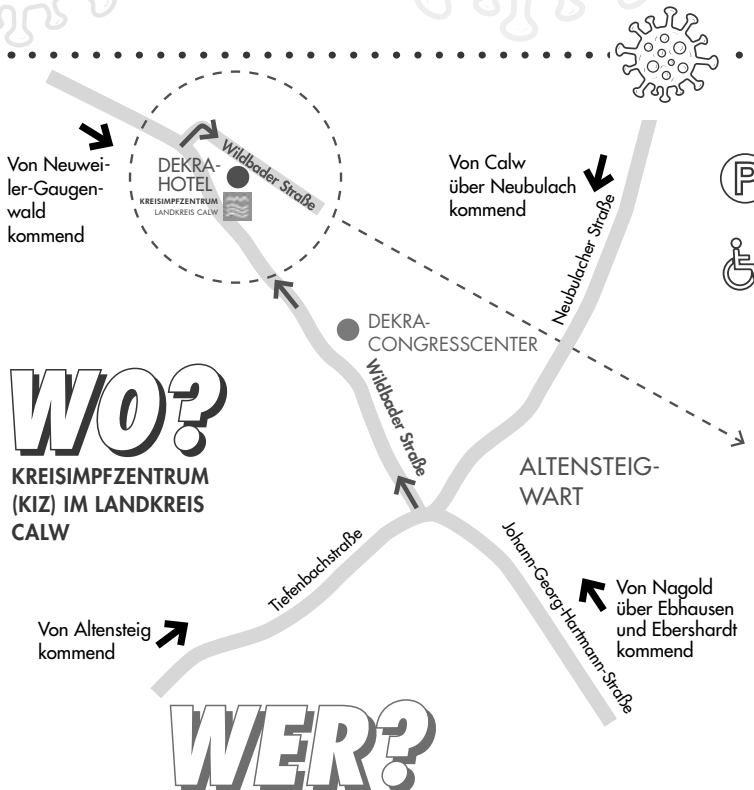 Von Neuwei-
ler-Gaugen-
wald
kommend
DEKRA-
HOTEL
KREISIMPFZENTRUM
LANDKREIS CALW
Wildbader Straße
Von Calw
über Neubulach
kommend
P
Neubulacher Straße
DEKRA-
CONGRESSCENTER
Wildbader Straße
WO?
KREISIMPFZENTRUM
(KIZ) IM LANDKREIS
CALW
ALTENSTEIG-
WART
Tiefenbachstraße
Johann-Georg-Hartmann-Straße
Von Altensteig
kommend
Von Nagold
über Ebhausen
und Ebershardt
kommend
WER?